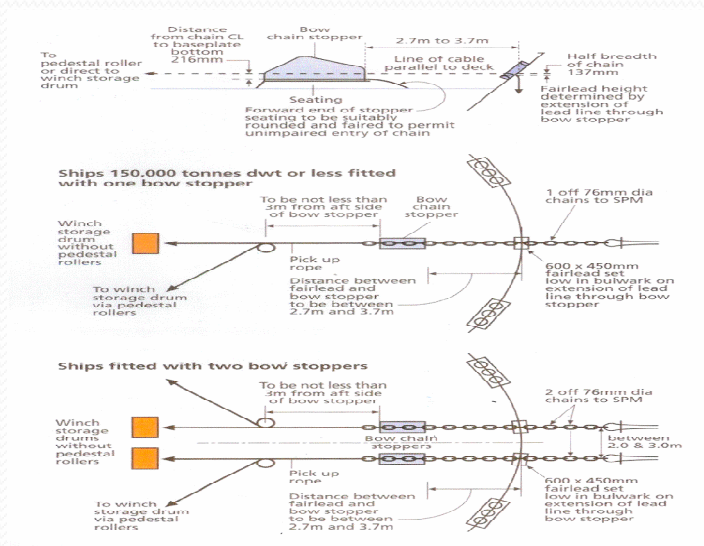 Distance
from chain CL
to baseplate
bottom
216mm
Bow
chain stopper
2.7m to 3.7m
To
pedestal roller
or direct to
winch storage
drum
Line of cable
parallel to deck
Half breadth
of chain
137mm
Seating
Forward end of stopper
seating to be suitably
rounded and faired to permit
unimpaired entry of chain
Fairlead height
determined by
extension of
lead line through
bow stopper
Ships 150.000 tonnes dwt or less fitted
with one bow stopper
To be not less than
3m from aft side
of bow stopper
Bow
chain
stopper
1 off 76mm dia
chains to SPM
Winch
storage
drum
without
pedestal
rollers
Pick up
rope
To winch
storage drum
via pedestal
rollers
Distance between
fairlead and
bow stopper
to be between
2.7m and 3.7m
600 x 450mm
fairlead set
low in bulwark on
extension of lead
line through bow
stopper
Ships fitted with two bow stoppers
To be not less than
3m from aft side
of bow stopper
2 off 76mm dia
chains to SPM
Winch
storage
drums
without
pedestal
rollers
Bow chain
stoppers
between
2.0 & 3.0m
Pick up
rope
To winch
storage drum
via pedestal
rollers
Distance between
fairlead and
bow stopper
to be between
2.7m and 3.7m
600 x 450mm
fairlead set
low in bulwark on
extension of lead
line through
bow stopper